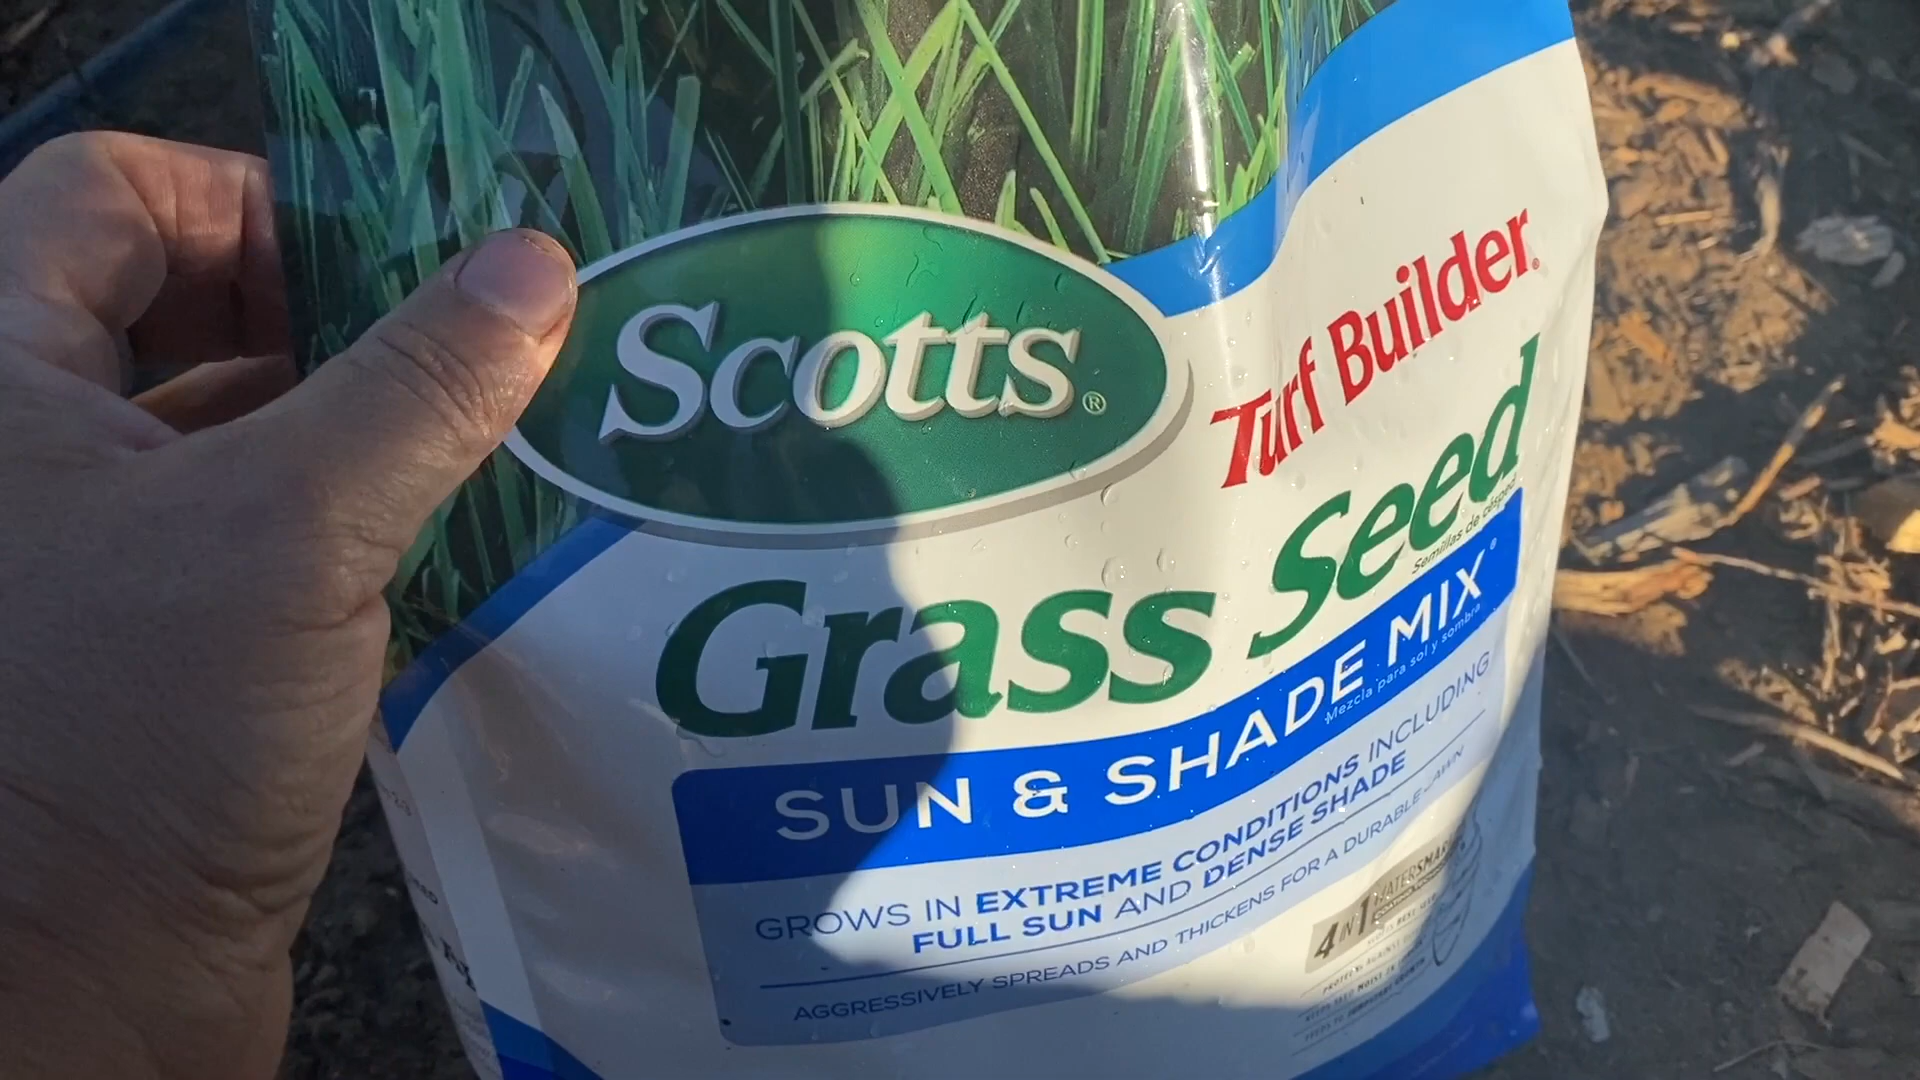 Scotts®
Turf Builder®
Grass Seed
Semillas de césped
SUN & SHADE MIX®
Mezcla para sol y sombra
GROWS IN EXTREME CONDITIONS INCLUDING
FULL SUN AND DENSE SHADE
AGGRESSIVELY SPREADS AND THICKENS FOR A DURABLE LAWN
4 IN 1 WATERSMART